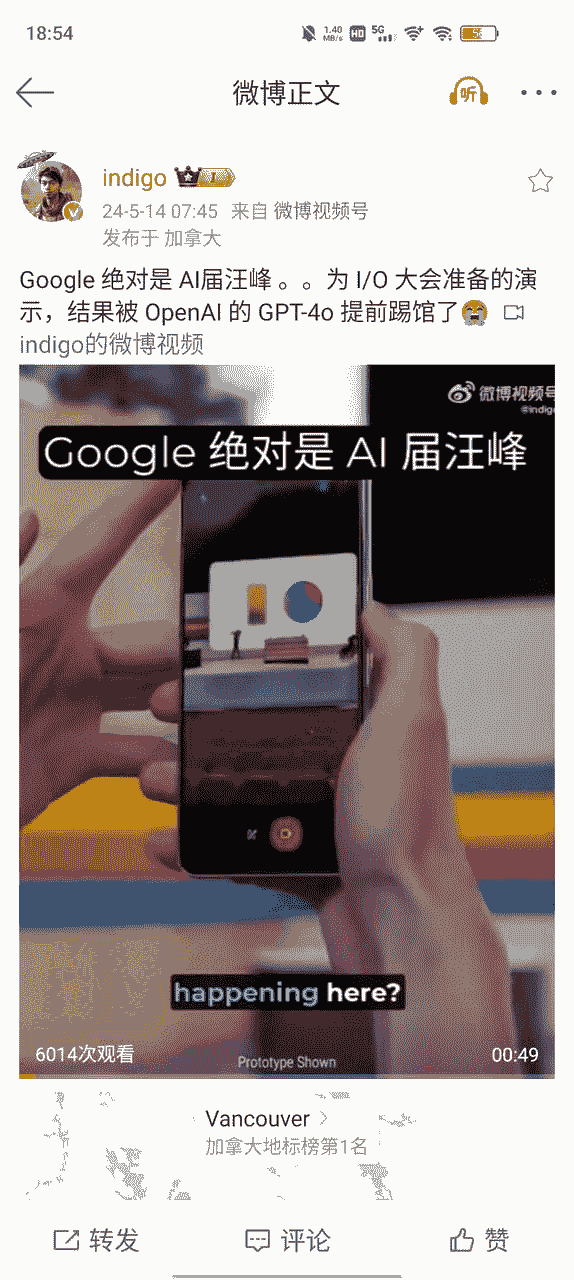 18:54
1.40 MB/s HD 5G
微博正文
听
indigo
24-5-14 07:45 来自 微博视频号
发布于 加拿大
Google 绝对是 AI届汪峰 。。为 I/O 大会准备的演
示，结果被 OpenAI 的 GPT-4o 提前踢馆了
indigo的微博视频
微博视频号
@indigo
Google 绝对是 AI 届汪峰
happening here?
6014次观看
Prototype Shown
00:49
Vancouver
加拿大地标榜第1名
转发
评论
赞